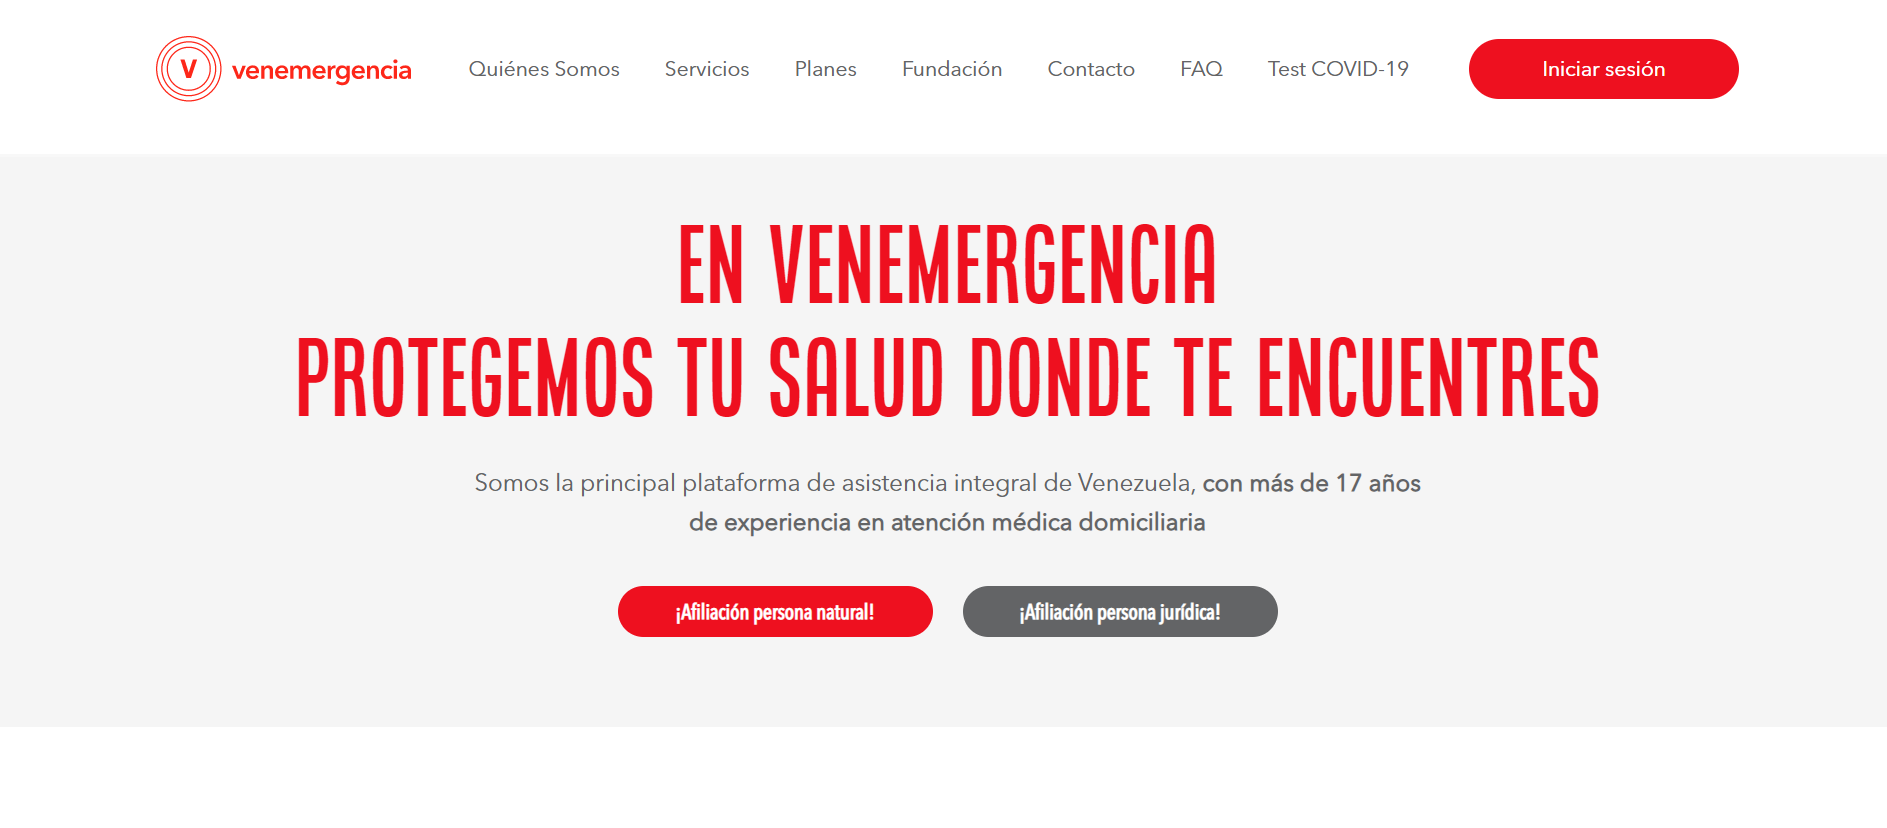 V venemergencia
Quiénes Somos Servicios Planes Fundación Contacto FAQ Test COVID-19 Iniciar sesión
EN VENEMERGENCIA
PROTEGEMOS TU SALUD DONDE TE ENCUENTRES
Somos la principal plataforma de asistencia integral de Venezuela, con más de 17 años
de experiencia en atención médica domiciliaria
¡Afiliación persona natural! ¡Afiliación persona jurídica!